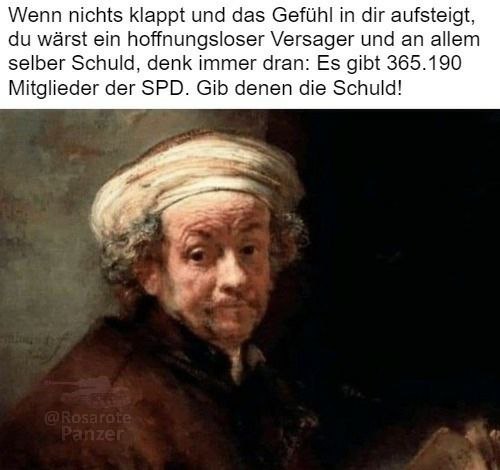 Wenn nichts klappt und das Gefühl in dir aufsteigt,
du wärst ein hoffnungsloser Versager und an allem
selber Schuld, denk immer dran: Es gibt 365.190
Mitglieder der SPD. Gib denen die Schuld!
@Rosarote
Panzer